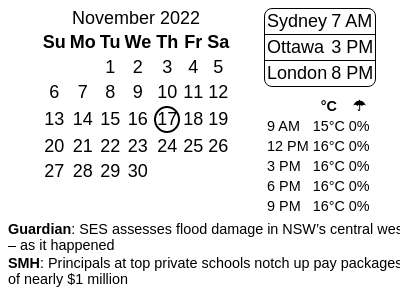 November 2022
Su Mo Tu We Th Fr Sa
1 2 3 4 5
6 7 8 9 10 11 12
13 14 15 16 17 18 19
20 21 22 23 24 25 26
27 28 29 30
Sydney 7 AM
Ottawa 3 PM
London 8 PM
°C ☂
9 AM 15°C 0%
12 PM 16°C 0%
3 PM 16°C 0%
6 PM 16°C 0%
9 PM 16°C 0%
Guardian: SES assesses flood damage in NSW's central wes
– as it happened
SMH: Principals at top private schools notch up pay packages
of nearly $1 million